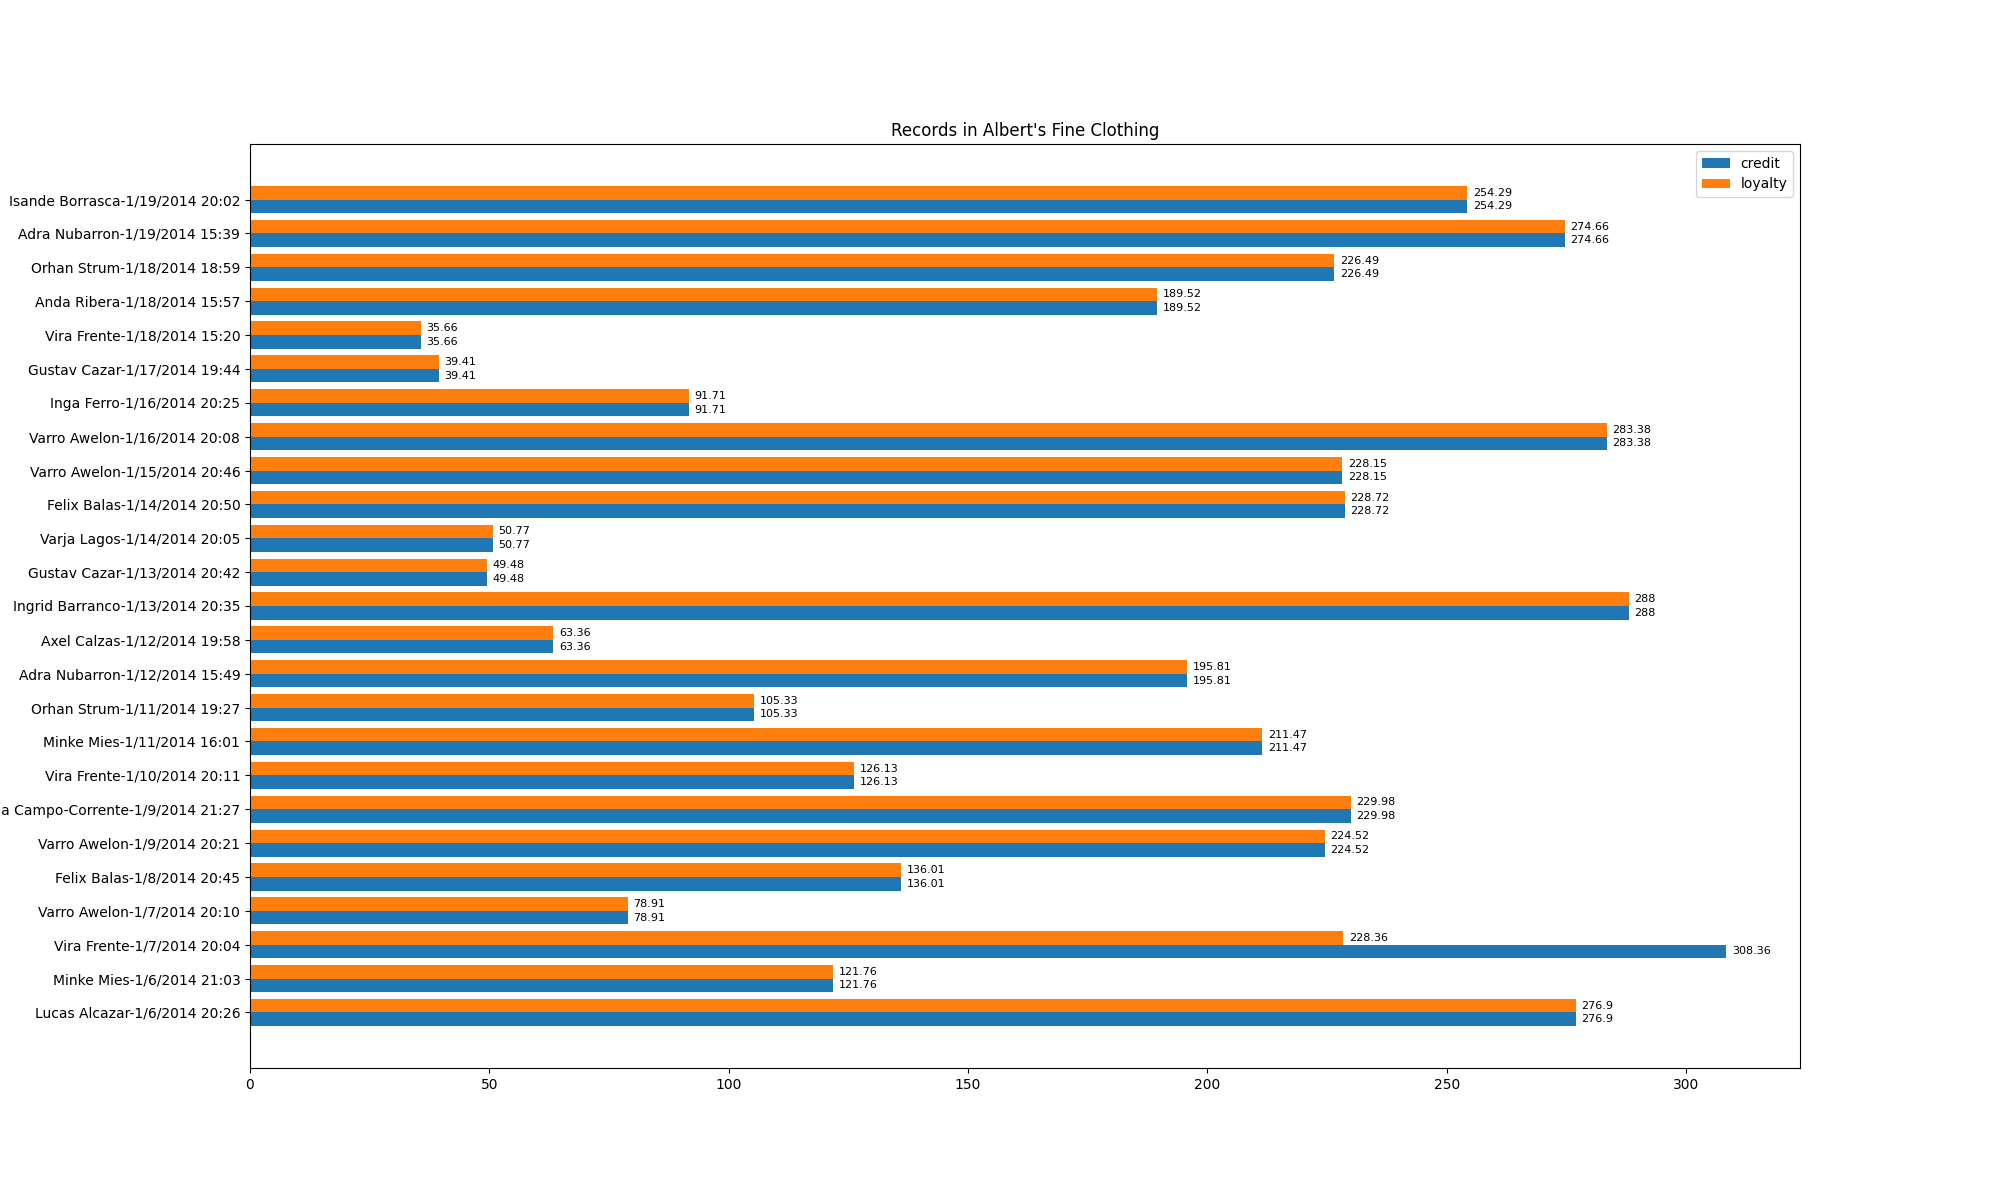 Records in Albert's Fine Clothing
credit
loyalty
Isande Borrasca-1/19/2014 20:02
254.29
254.29
Adra Nubarron-1/19/2014 15:39
274.66
274.66
Orhan Strum-1/18/2014 18:59
226.49
226.49
Anda Ribera-1/18/2014 15:57
189.52
189.52
Vira Frente-1/18/2014 15:20
35.66
35.66
Gustav Cazar-1/17/2014 19:44
39.41
39.41
Inga Ferro-1/16/2014 20:25
91.71
91.71
Varro Awelon-1/16/2014 20:08
283.38
283.38
Varro Awelon-1/15/2014 20:46
228.15
228.15
Felix Balas-1/14/2014 20:50
228.72
228.72
Varja Lagos-1/14/2014 20:05
50.77
50.77
Gustav Cazar-1/13/2014 20:42
49.48
49.48
Ingrid Barranco-1/13/2014 20:35
288
288
Axel Calzas-1/12/2014 19:58
63.36
63.36
Adra Nubarron-1/12/2014 15:49
195.81
195.81
Orhan Strum-1/11/2014 19:27
105.33
105.33
Minke Mies-1/11/2014 16:01
211.47
211.47
Vira Frente-1/10/2014 20:11
126.13
126.13
a Campo-Corrente-1/9/2014 21:27
229.98
229.98
Varro Awelon-1/9/2014 20:21
224.52
224.52
Felix Balas-1/8/2014 20:45
136.01
136.01
Varro Awelon-1/7/2014 20:10
78.91
78.91
Vira Frente-1/7/2014 20:04
228.36
308.36
Minke Mies-1/6/2014 21:03
121.76
121.76
Lucas Alcazar-1/6/2014 20:26
276.9
276.9
0 50 100 150 200 250 300